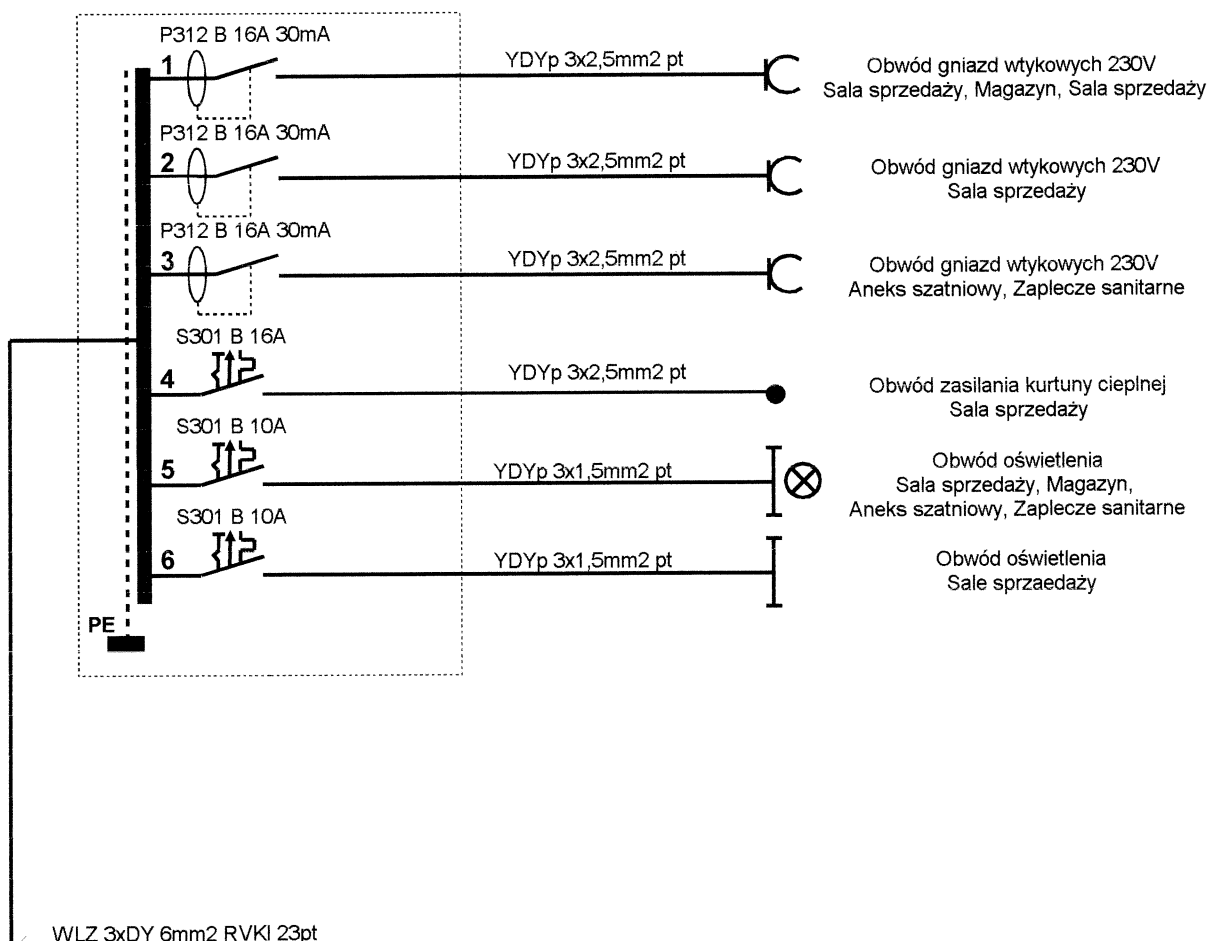 P312 B 16A 30mA
1
YDYp 3x2,5mm2 pt
Obwód gniazd wtykowych 230V
Sala sprzedaży, Magazyn, Sala sprzedaży
P312 B 16A 30mA
2
YDYp 3x2,5mm2 pt
Obwód gniazd wtykowych 230V
Sala sprzedaży
P312 B 16A 30mA
3
YDYp 3x2,5mm2 pt
Obwód gniazd wtykowych 230V
Aneks szatniowy, Zaplecze sanitarne
S301 B 16A
4
YDYp 3x2,5mm2 pt
Obwód zasilania kurtuny cieplnej
Sala sprzedaży
S301 B 10A
5
YDYp 3x1,5mm2 pt
Obwód oświetlenia
Sala sprzedaży, Magazyn,
Aneks szatniowy, Zaplecze sanitarne
S301 B 10A
6
YDYp 3x1,5mm2 pt
Obwód oświetlenia
Sale sprzaedaży
PE
WLZ 3xDY 6mm2 RVKl 23pt